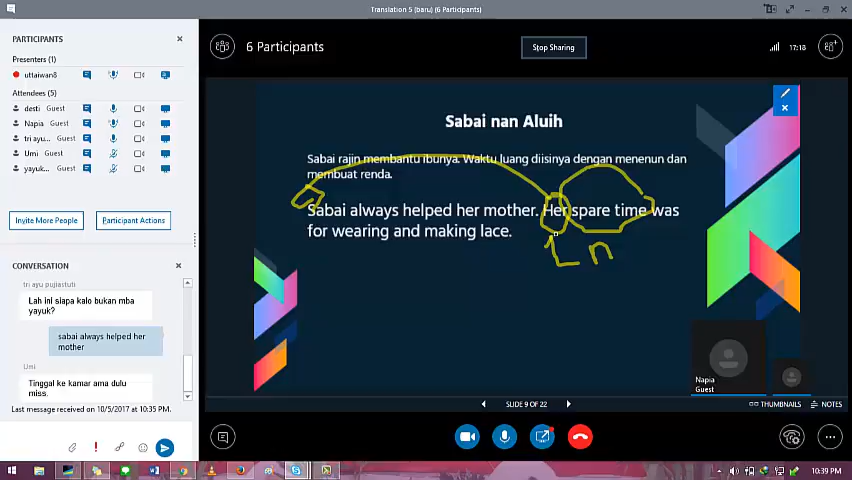 Translation 5 (baru) (6 Participants)
PARTICIPANTS
Presenters (1)
uttaiwan8
Attendees (5)
desti Guest
Napia Guest
tri ayu... Guest
Umi Guest
yayuk... Guest
Invite More People
Participant Actions
CONVERSATION
tri ayu pujiastuti
Lah ini siapa kalo bukan mba
yayuk?
sabai always helped her
mother
Umi
Tinggal ke kamar ama dulu
miss.
Last message received on 10/5/2017 at 10:35 PM.
6 Participants
Stop Sharing
17:18
Sabai nan Aluih
Sabai rajin membantu ibunya. Waktu luang diisinya dengan menenun dan
membuat renda.
Sabai always helped her mother. Her spare time was
for wearing and making lace.
Napia
Guest
SLIDE 9 OF 22
THUMBNAILS
NOTES
10:39 PM